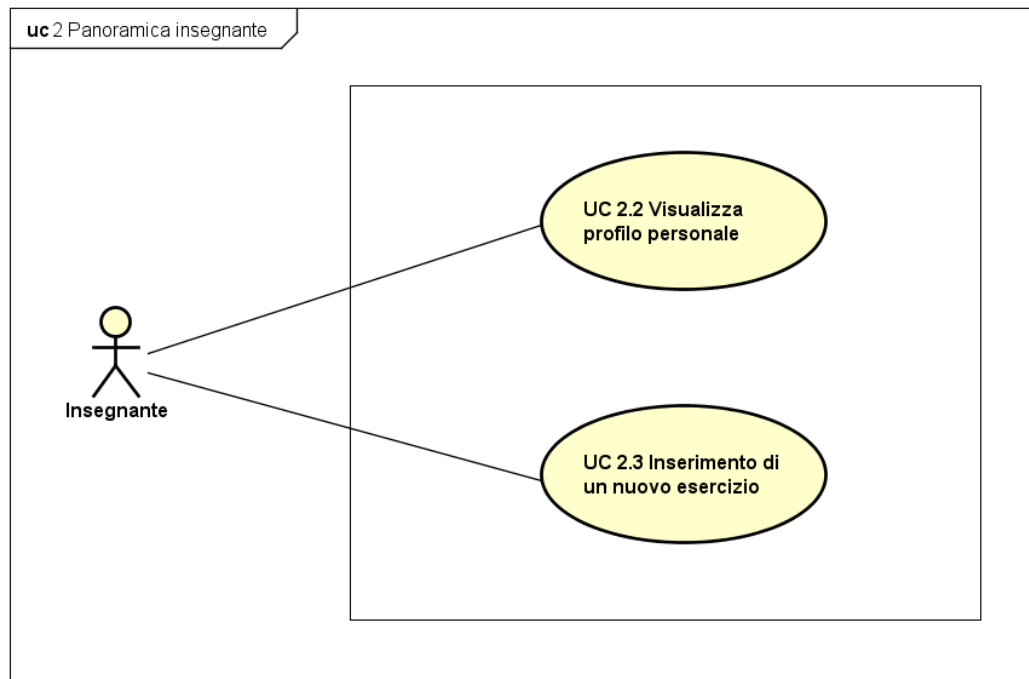 uc 2 Panoramica insegnante
UC 2.2 Visualizza
profilo personale
Insegnante
UC 2.3 Inserimento di
un nuovo esercizio